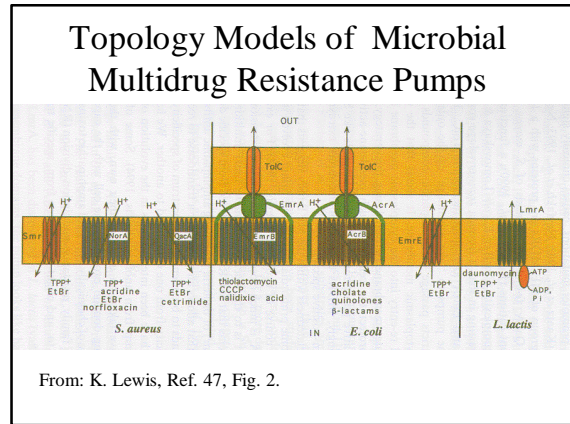 Topology Models of Microbial
Multidrug Resistance Pumps
OUT
TolC
TolC
H+
H+
H+
H+
EmrA
H+
AcrA
H+
LmrA
Smr
NorA
QacA
EmrB
AcrB
EmrE
TPP+
EtBr
TPP+
acridine
EtBr
norfloxacin
TPP+
EtBr
cetrimide
thiolactomycin
CCCP
nalidixic acid
acridine
cholate
quinolones
β-lactams
TPP+
EtBr
daunomycin
TPP+
EtBr
ATP
ADP,
Pi
S. aureus
IN
E. coli
L. lactis
From: K. Lewis, Ref. 47, Fig. 2.